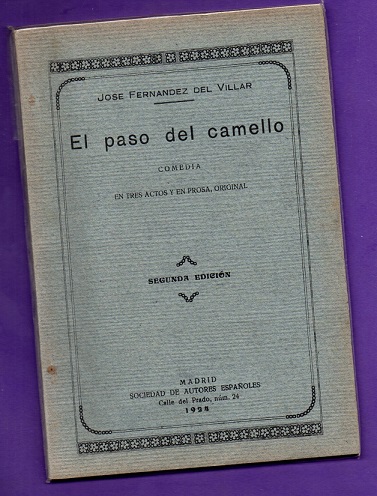 JOSE FERNANDEZ DEL VILLAR
El paso del camello
COMEDIA
EN TRES ACTOS Y EN PROSA, ORIGINAL
SEGUNDA EDICIÓN
MADRID
SOCIEDAD DE AUTORES ESPAÑOLES
Calle del Prado, núm. 24
1928